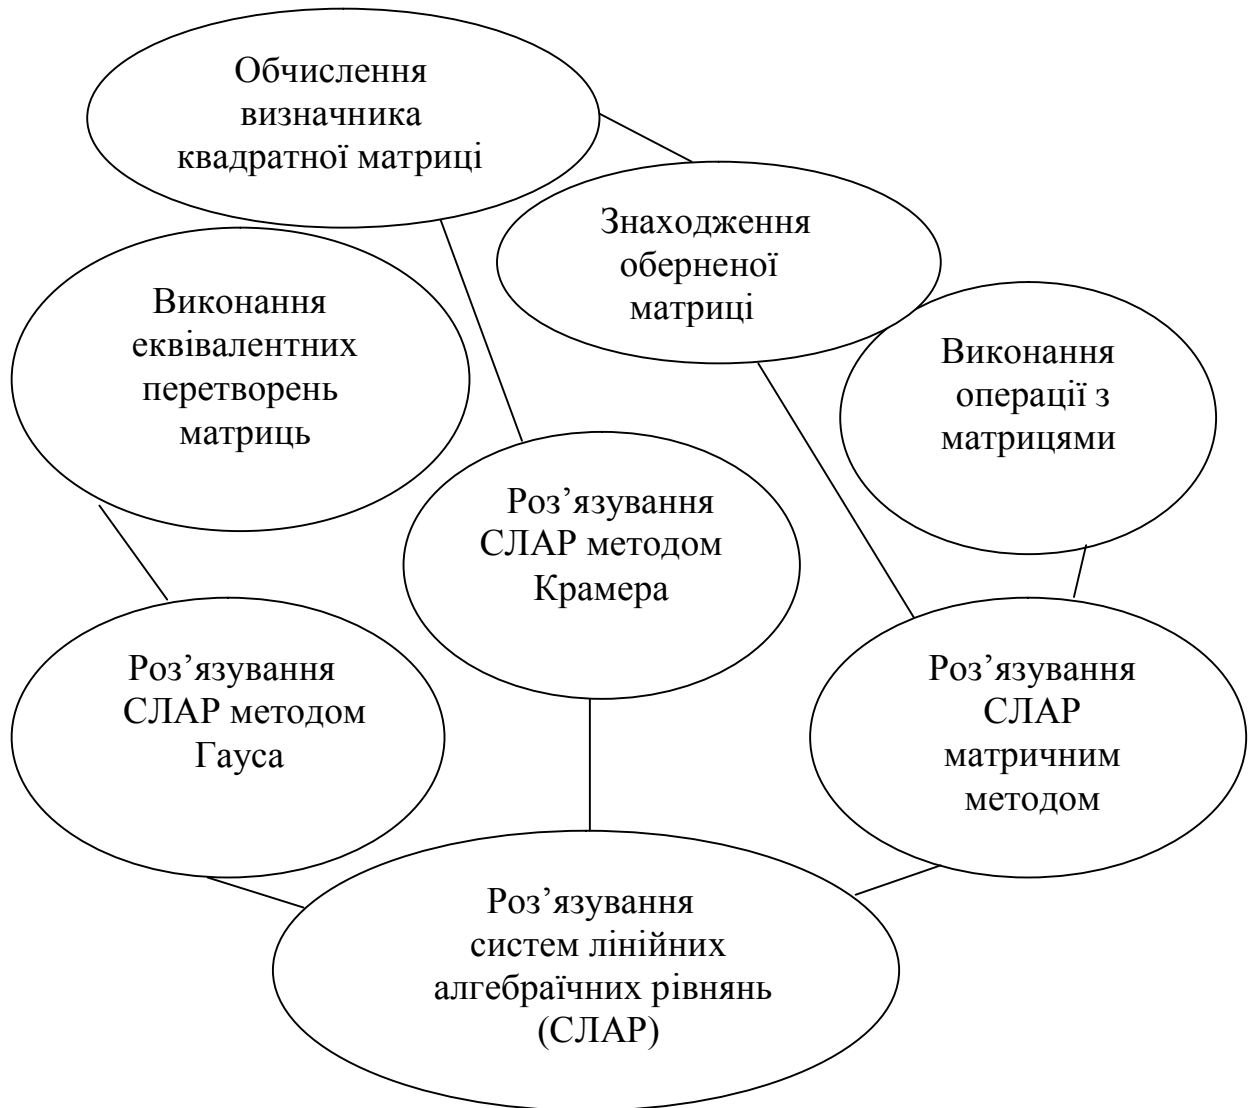 Обчислення
визначника
квадратної матриці
Знаходження
оберненої
матриці
Виконання
еквівалентних
перетворень
матриць
Виконання
операції з
матрицями
Роз’язування
СЛАР методом
Крамера
Роз’язування
СЛАР методом
Гауса
Роз’язування
СЛАР
матричним
методом
Роз’язування
систем лінійних
алгебраїчних рівнянь
(СЛАР)